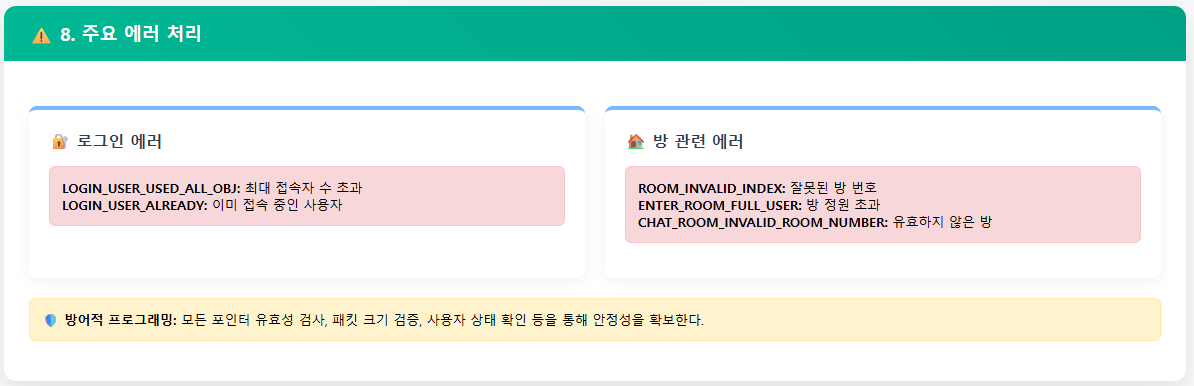 ⚠️ 8. 주요 에러 처리
🔐 로그인 에러
LOGIN_USER_USED_ALL_OBJ: 최대 접속자 수 초과
LOGIN_USER_ALREADY: 이미 접속 중인 사용자
🏠 방 관련 에러
ROOM_INVALID_INDEX: 잘못된 방 번호
ENTER_ROOM_FULL_USER: 방 정원 초과
CHAT_ROOM_INVALID_ROOM_NUMBER: 유효하지 않은 방
🛡️ 방어적 프로그래밍: 모든 포인터 유효성 검사, 패킷 크기 검증, 사용자 상태 확인 등을 통해 안정성을 확보한다.